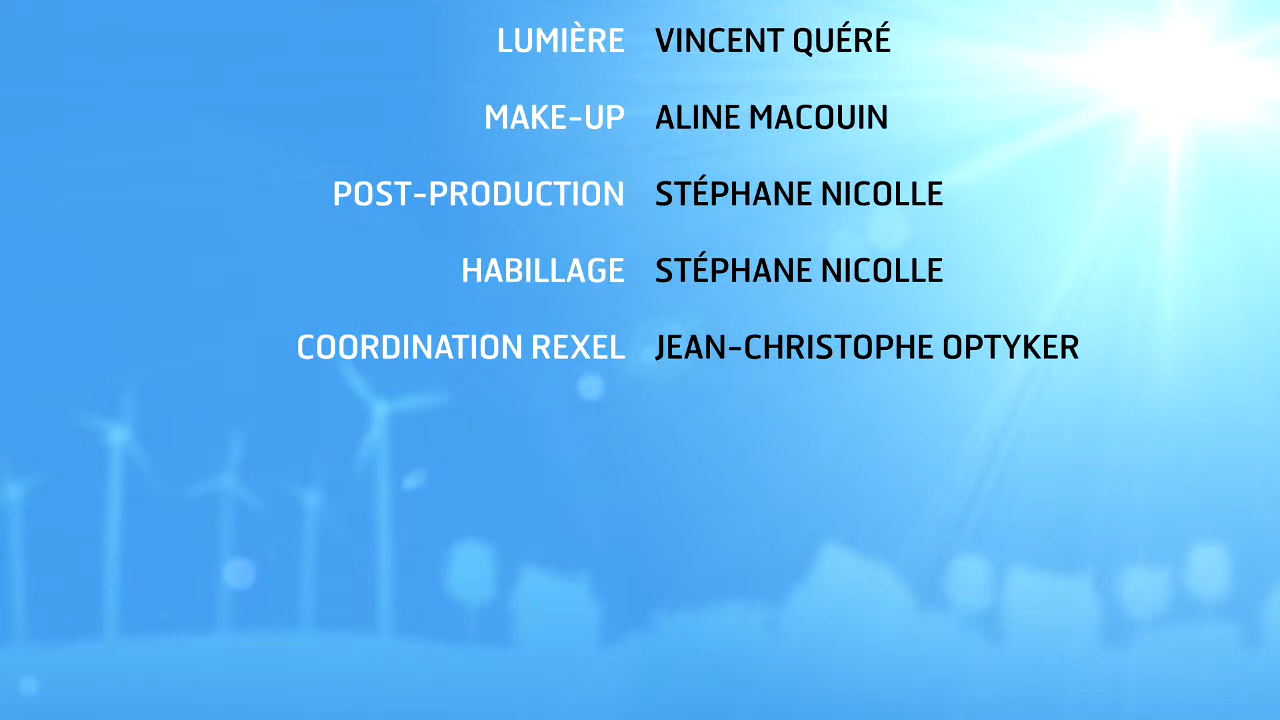 LUMIÈRE VINCENT QUÉRÉ
MAKE-UP ALINE MACOUIN
POST-PRODUCTION STÉPHANE NICOLLE
HABILLAGE STÉPHANE NICOLLE
COORDINATION REXEL JEAN-CHRISTOPHE OPTYKER